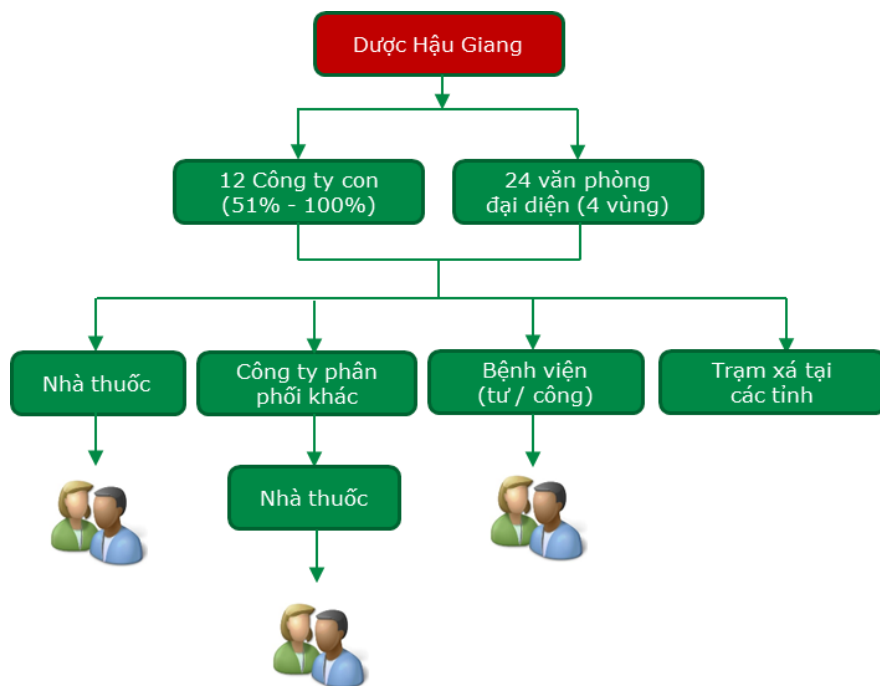 Dược Hậu Giang
12 Công ty con
(51% - 100%)
24 văn phòng
đại diện (4 vùng)
Nhà thuốc
Công ty phân
phối khác
Bệnh viện
(tư / công)
Trạm xá tại
các tỉnh
Nhà thuốc